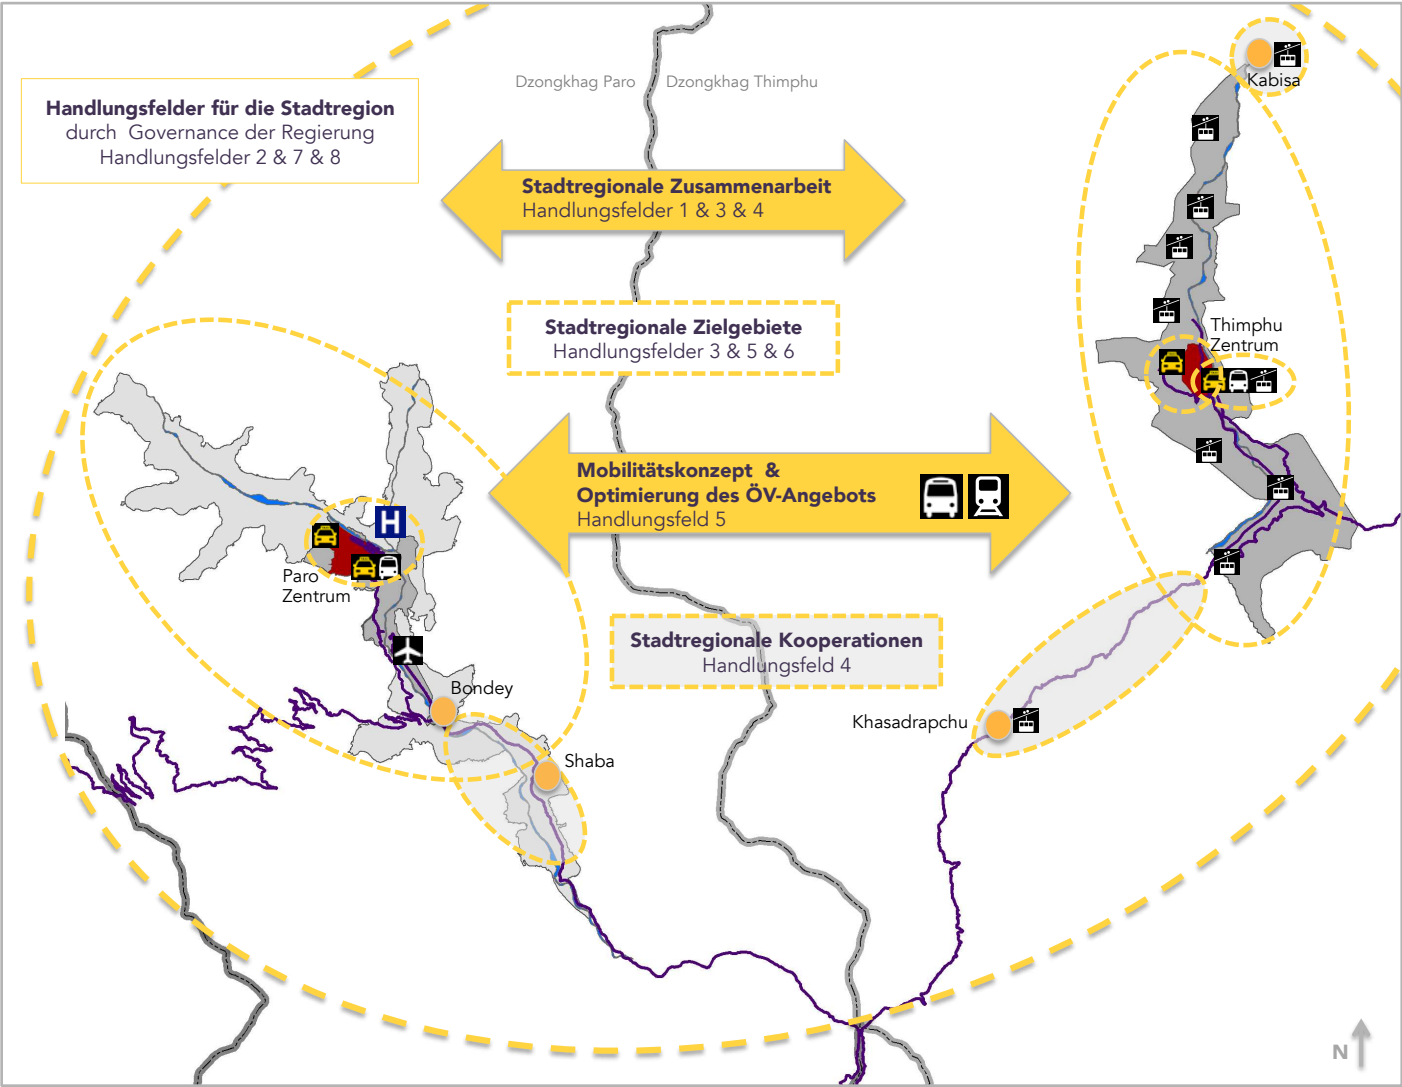 Dzongkhag Paro
Dzongkhag Thimphu
Kabisa
Handlungsfelder für die Stadtregion
durch Governance der Regierung
Handlungsfelder 2 & 7 & 8
Stadtregionale Zusammenarbeit
Handlungsfelder 1 & 3 & 4
Stadtregionale Zielgebiete
Handlungsfelder 3 & 5 & 6
Thimphu
Zentrum
Mobilitätskonzept &
Optimierung des ÖV-Angebots
Handlungsfeld 5
H
Paro
Zentrum
Stadtregionale Kooperationen
Handlungsfeld 4
Bondey
Khasadrapchu
Shaba
N